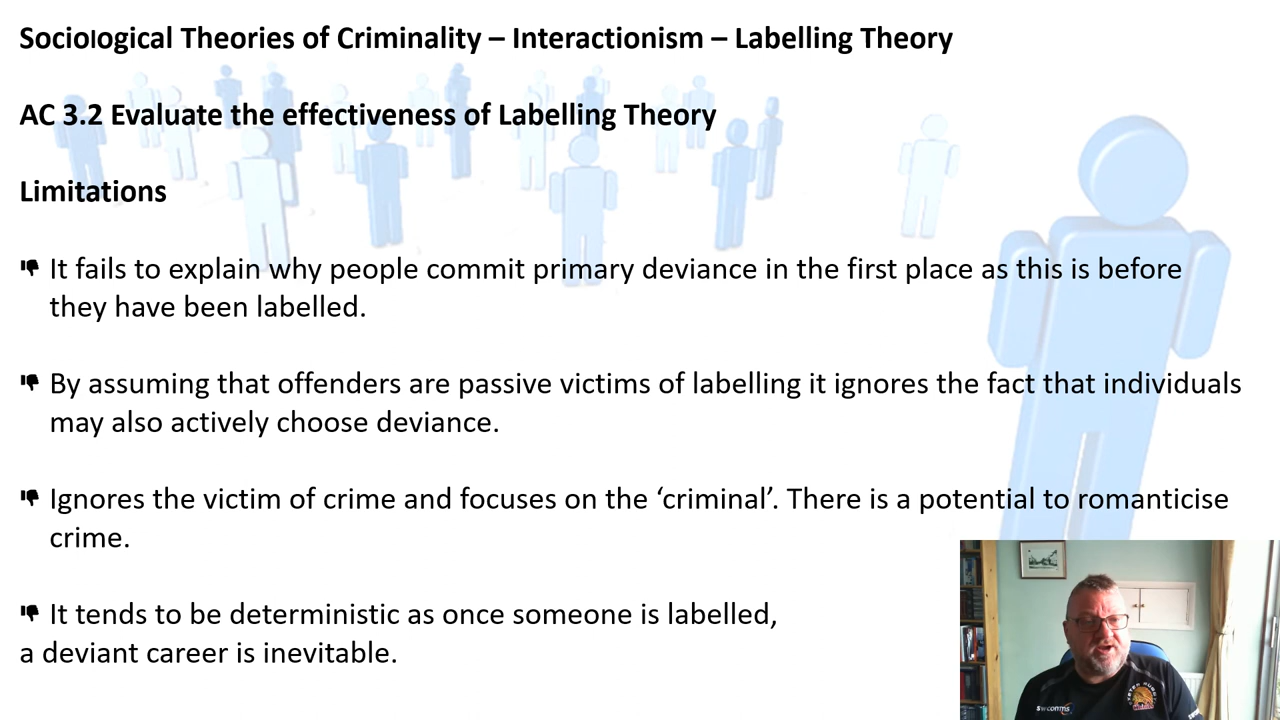 Sociological Theories of Criminality – Interactionism – Labelling Theory
AC 3.2 Evaluate the effectiveness of Labelling Theory
Limitations
It fails to explain why people commit primary deviance in the first place as this is before
they have been labelled.
By assuming that offenders are passive victims of labelling it ignores the fact that individuals
may also actively choose deviance.
Ignores the victim of crime and focuses on the ‘criminal’. There is a potential to romanticise
crime.
It tends to be deterministic as once someone is labelled,
a deviant career is inevitable.